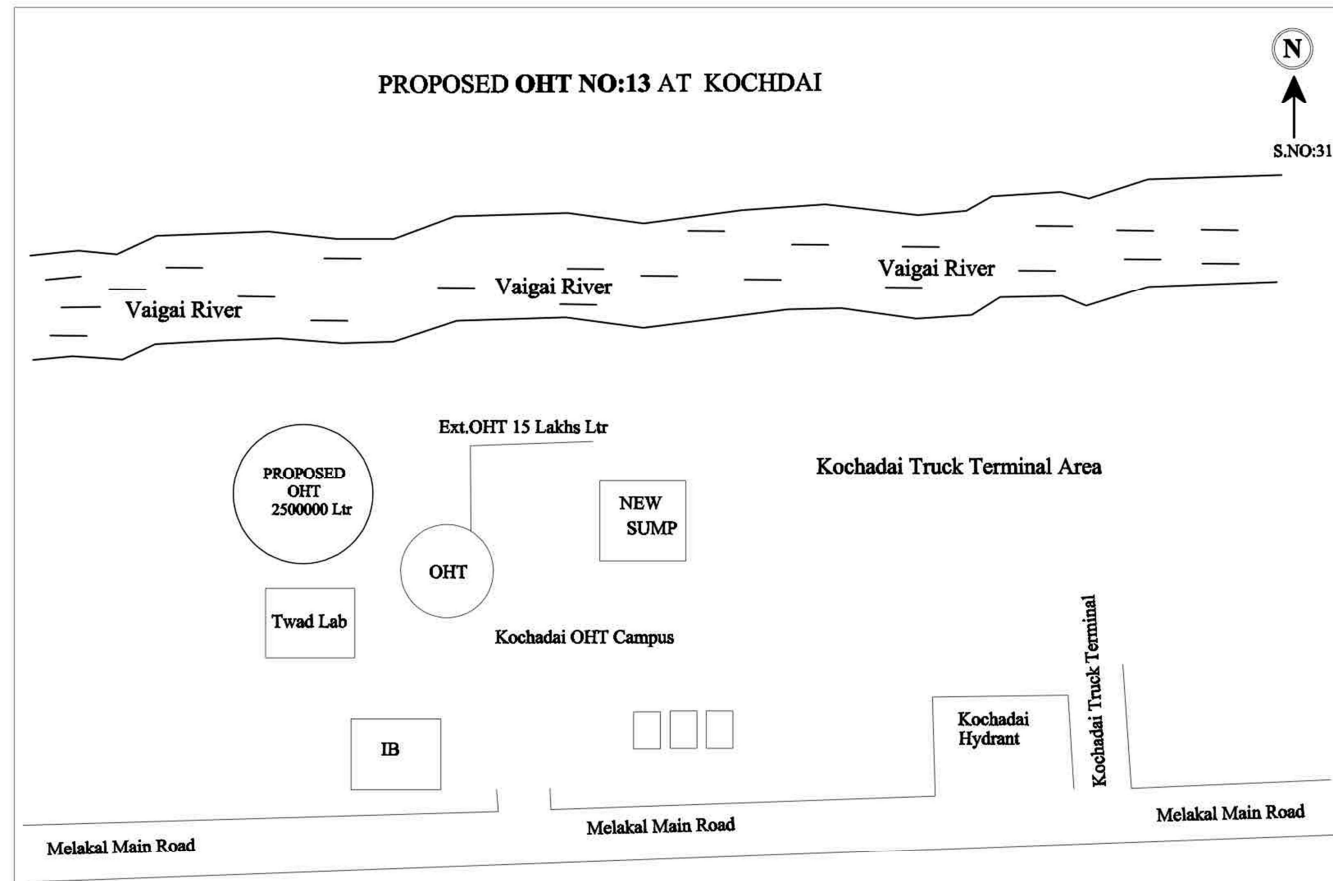 PROPOSED OHT NO:13 AT KOCHDAI
N
S.NO:31
Vaigai River
Vaigai River
Vaigai River
Ext.OHT 15 Lakhs Ltr
PROPOSED
OHT
2500000 Ltr
Kochadai Truck Terminal Area
NEW
SUMP
OHT
Twad Lab
Kochadai OHT Campus
Kochadai Truck Terminal
IB
Kochadai
Hydrant
Melakal Main Road
Melakal Main Road
Melakal Main Road